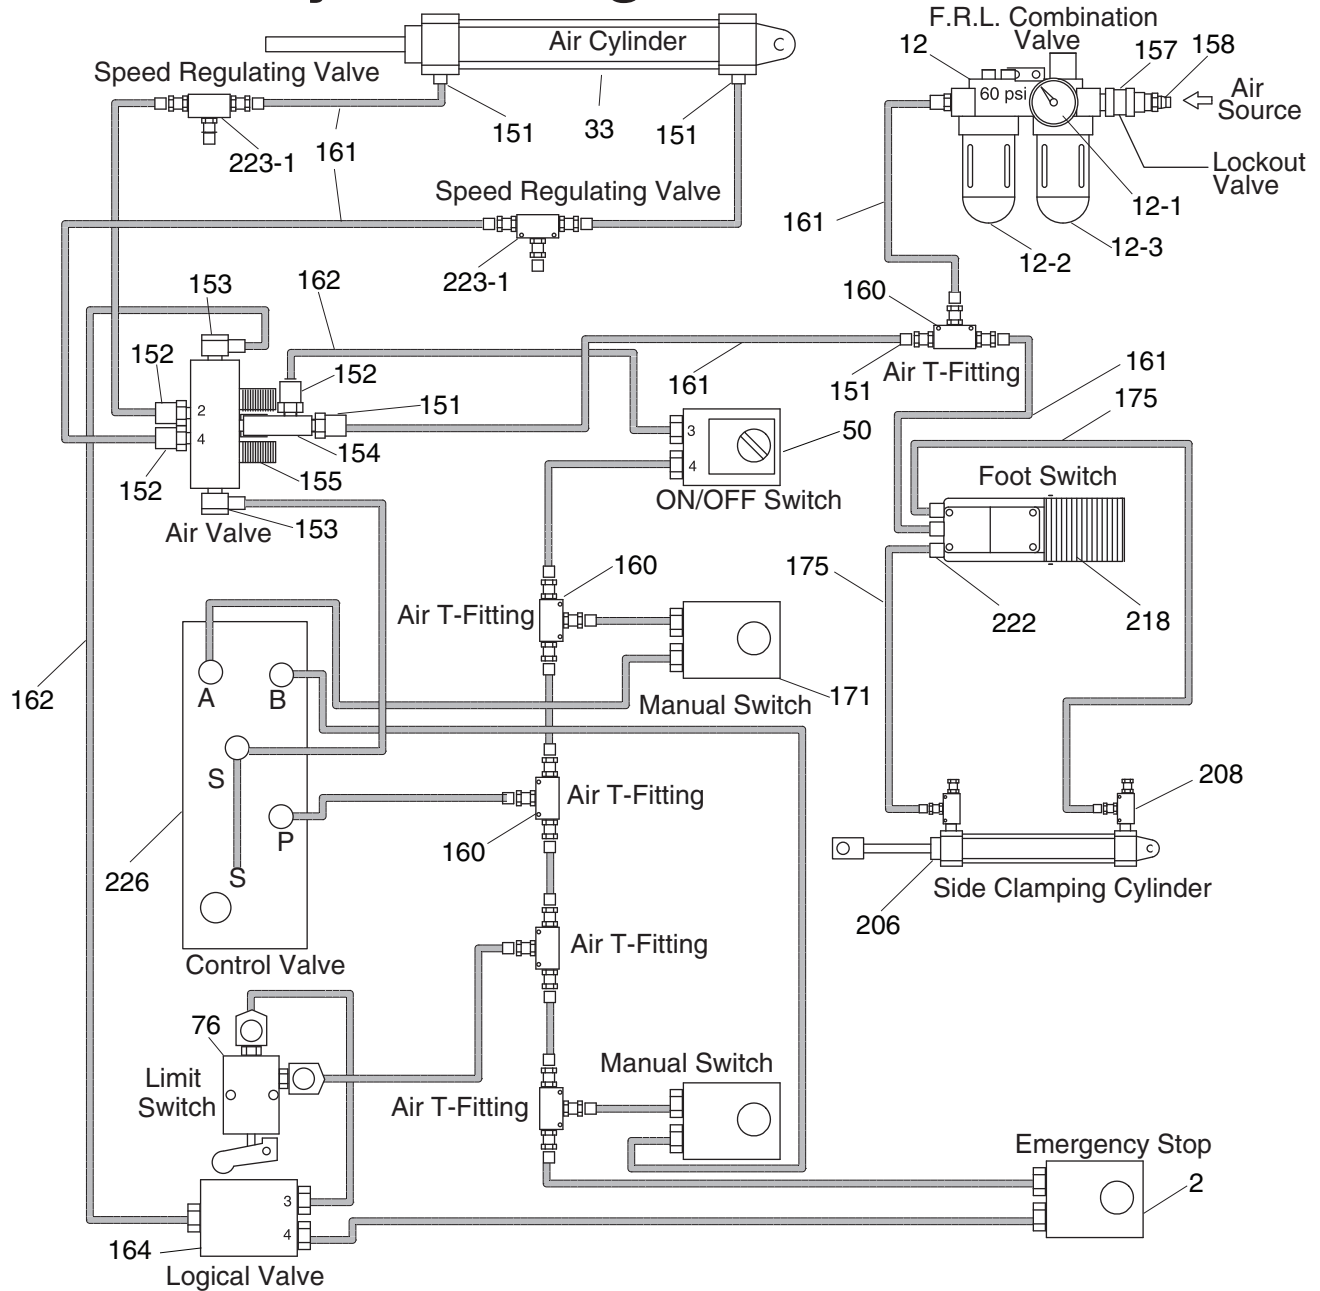 F.R.L. Combination
Valve
12
157
158
Air Cylinder
Speed Regulating Valve
60 psi
Air
Source
151
33
151
161
223-1
Lockout
Valve
Speed Regulating Valve
12-1
161
12-3
12-2
223-1
153
162
160
152
152
161
151
Air T-Fitting
161
175
151
2
4
3
50
154
4
155
152
ON/OFF Switch
Foot Switch
153
Air Valve
160
175
Air T-Fitting
222
218
A
B
162
171
Manual Switch
S
208
Air T-Fitting
P
160
226
S
Side Clamping Cylinder
206
Air T-Fitting
Control Valve
76
Manual Switch
Limit
Switch
Air T-Fitting
Emergency Stop
2
3
4
164
Logical Valve